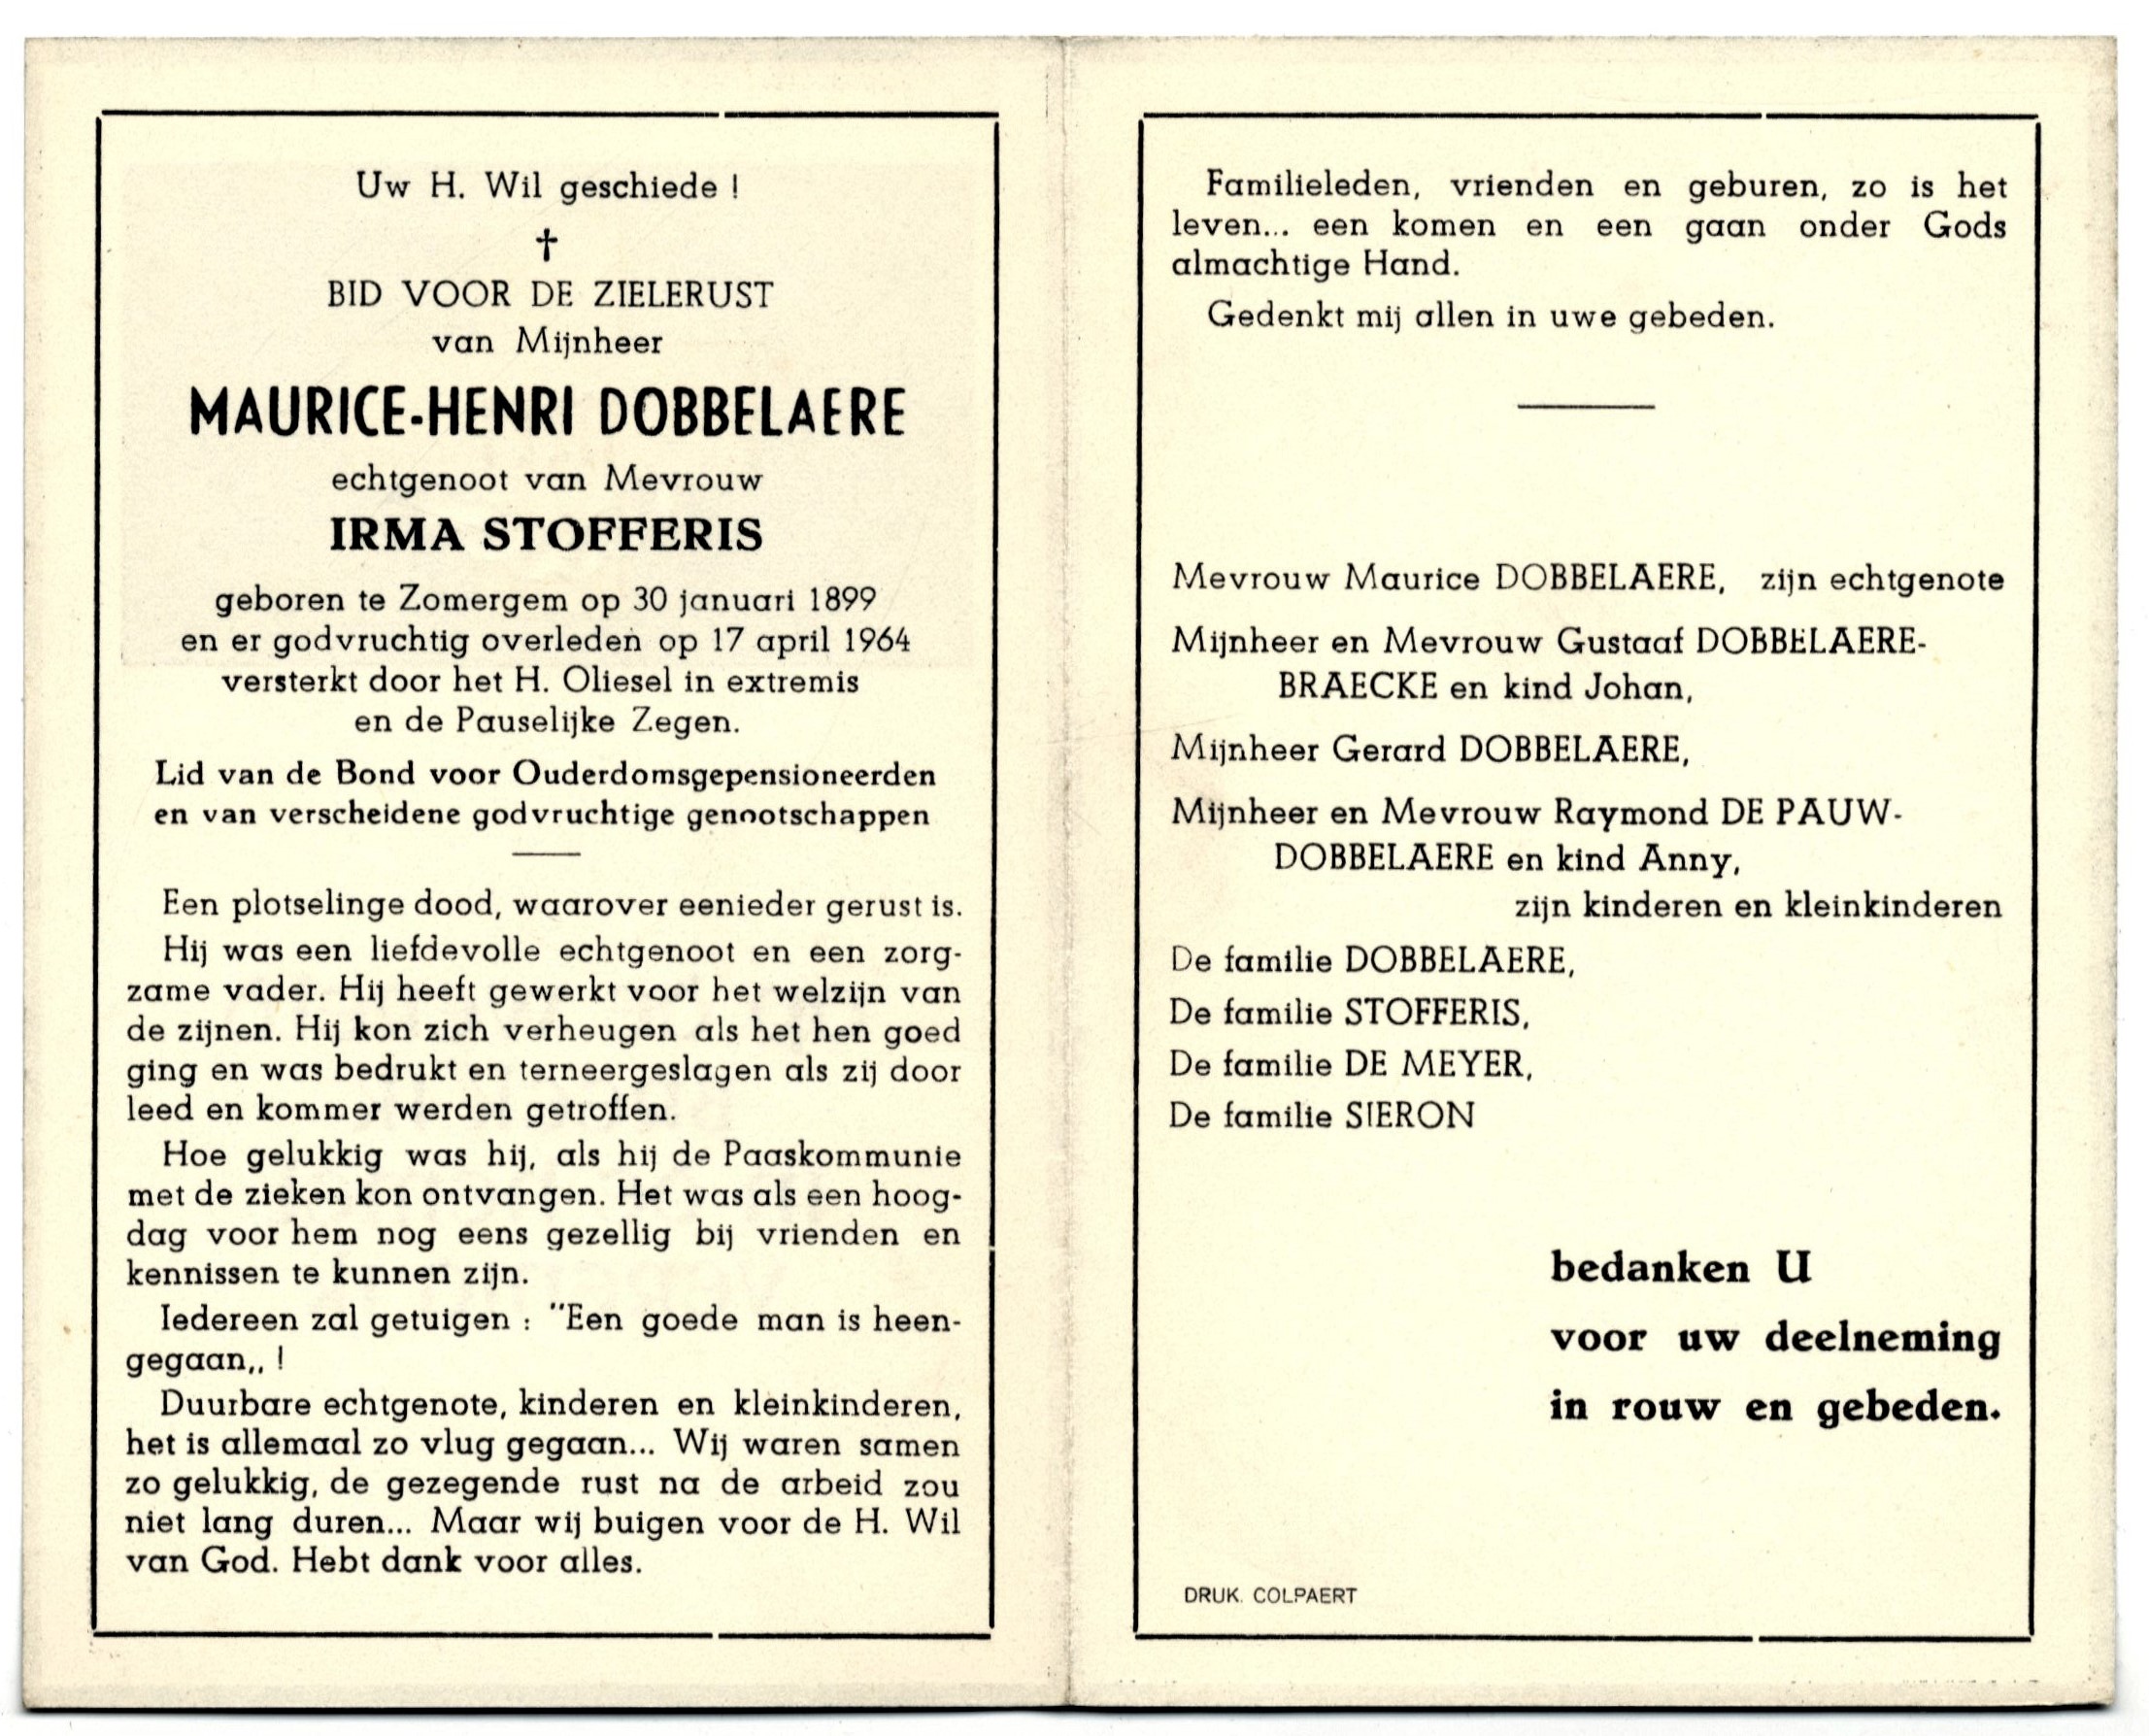 Uw H. Wil geschiede !
†
BID VOOR DE ZIELERUST
van Mijnheer
MAURICE-HENRI DOBBELAERE
echtgenoot van Mevrouw
IRMA STOFFERIS
geboren te Zomergem op 30 januari 1899
en er godvruchtig overleden op 17 april 1964
versterkt door het H. Oliesel in extremis
en de Pauselijke Zegen.
Lid van de Bond voor Ouderdomsgepensioneerden
en van verscheidene godvruchtige genootschappen
Een plotselinge dood, waarover eenieder gerust is.
Hij was een liefdevolle echtgenoot en een zorg-
zame vader. Hij heeft gewerkt voor het welzijn van
de zijnen. Hij kon zich verheugen als het hen goed
ging en was bedrukt en terneergeslagen als zij door
leed en kommer werden getroffen.
Hoe gelukkig was hij, als hij de Paaskommunie
met de zieken kon ontvangen. Het was als een hoog-
dag voor hem nog eens gezellig bij vrienden en
kennissen te kunnen zijn.
Iedereen zal getuigen : "Een goede man is heen-
gegaan,, !
Duurbare echtgenote, kinderen en kleinkinderen,
het is allemaal zo vlug gegaan... Wij waren samen
zo gelukkig, de gezegende rust na de arbeid zou
niet lang duren... Maar wij buigen voor de H. Wil
van God. Hebt dank voor alles.
Familieleden, vrienden en geburen, zo is het
leven... een komen en een gaan onder Gods
almachtige Hand.
Gedenkt mij allen in uwe gebeden.
Mevrouw Maurice DOBBELAERE, zijn echtgenote
Mijnheer en Mevrouw Gustaaf DOBBELAERE-
BRAECKE en kind Johan,
Mijnheer Gerard DOBBELAERE,
Mijnheer en Mevrouw Raymond DE PAUW-
DOBBELAERE en kind Anny,
zijn kinderen en kleinkinderen
De familie DOBBELAERE,
De familie STOFFERIS,
De familie DE MEYER,
De familie SIERON
bedanken U
voor uw deelneming
in rouw en gebeden.
DRUK. COLPAERT